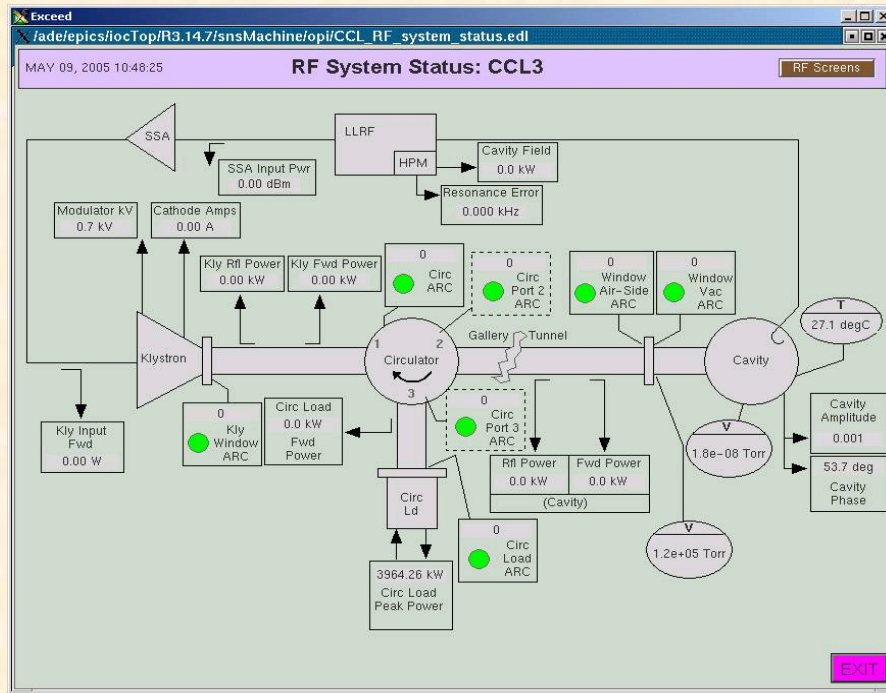 Exceed
/ade/epics/iocTop/R3.14.7/snsMachine/opi/CCL_RF_system_status.edl
MAY 09, 2005 10:48:25
RF System Status: CCL3
RF Screens
SSA
LLRF
HPM
Cavity Field
0.0 kW
SSA Input Pwr
0.00 dBm
Resonance Error
0.000 kHz
Modulator kV
0.7 kV
Cathode Amps
0.00 A
Kly Rfl Power
0.00 kW
Kly Fwd Power
0.00 kW
0
Circ
ARC
0
Circ
Port 2
ARC
0
Window
Air-Side
ARC
0
Window
Vac
ARC
T
27.1 degC
Klystron
1
2
Circulator
3
Gallery
Tunnel
Cavity
Kly Input
Fwd
0.00 W
0
Kly
Window
ARC
Circ Load
0.0 kW
Fwd
Power
0
Circ
Port 3
ARC
Rfl Power
0.0 kW
Fwd Power
0.0 kW
(Cavity)
V
1.8e-08 Torr
Cavity
Amplitude
0.001
53.7 deg
Cavity
Phase
Circ
Ld
0
Circ
Load
ARC
V
1.2e+05 Torr
3964.26 kW
Circ Load
Peak Power
EXIT